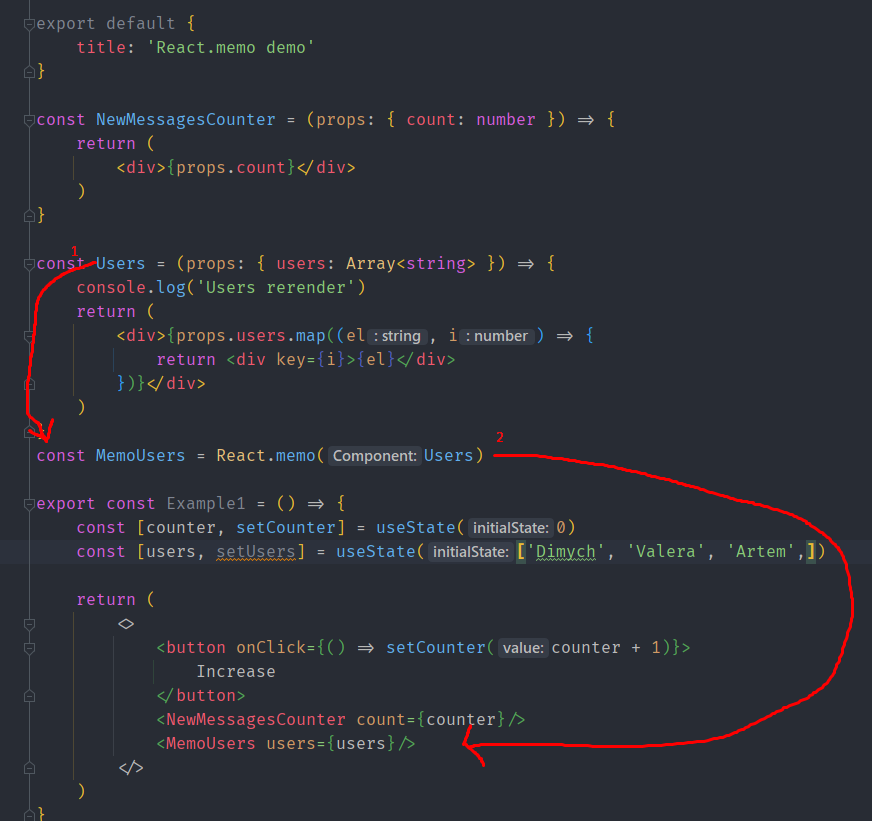 export default {
    title: 'React.memo demo'
}
const NewMessagesCounter = (props: { count: number }) => {
    return (
        <div>{props.count}</div>
    )
}
1
const Users = (props: { users: Array<string> }) => {
    console.log('Users rerender')
    return (
        <div>{props.users.map((el : string, i : number ) => {
            return <div key={i}>{el}</div>
        })}</div>
    )
}
2
const MemoUsers = React.memo( Component: Users)
export const Example1 = () => {
    const [counter, setCounter] = useState( initialState: 0)
    const [users, setUsers] = useState( initialState: ['Dimych', 'Valera', 'Artem',])
    return (
        <>
            <button onClick={() => setCounter( value: counter + 1)}>
                Increase
            </button>
            <NewMessagesCounter count={counter}/>
            <MemoUsers users={users}/>
        </>
    )
}